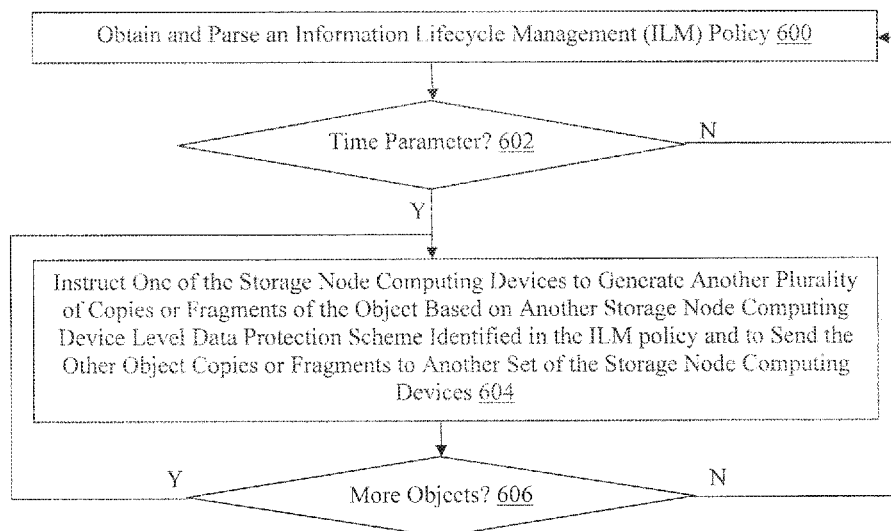 Obtain and Parse an Information Lifecycle Management (ILM) Policy 600
Time Parameter? 602
N
Y
Instruct One of the Storage Node Computing Devices to Generate Another Plurality
of Copies or Fragments of the Object Based on Another Storage Node Computing
Device Level Data Protection Scheme Identified in the ILM policy and to Send the
Other Object Copies or Fragments to Another Set of the Storage Node Computing
Devices 604
Y
More Objects? 606
N